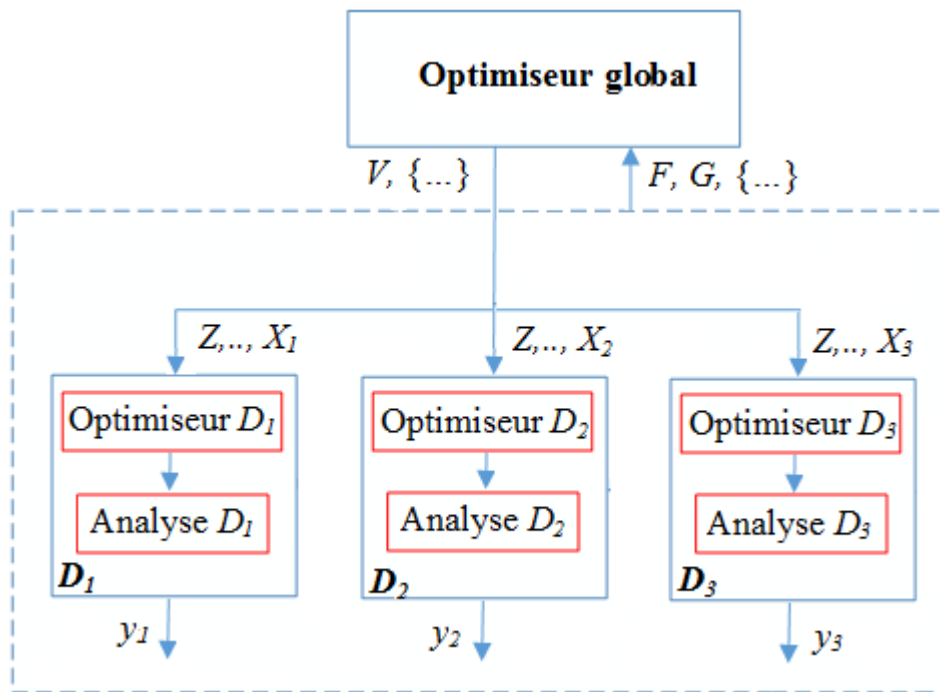 Optimiseur global
V, {...}
F, G, {...}
Z,.., X1
Z,.., X2
Z,.., X3
Optimiseur D1
Analyse D1
D1
Optimiseur D2
Analyse D2
D2
Optimiseur D3
Analyse D3
D3
y1
y2
y3